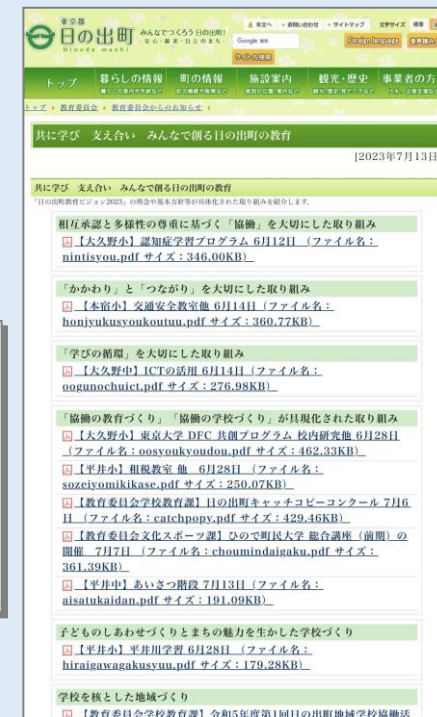 東京都
日の出町
Hinode machi
みんなでつくろう日の出町!
本文へ
お問い合わせ
サイトマップ
文字サイズ
標準
Google
Foreign language
音声読み
サイト内検索
トップ
暮らしの情報
町の情報
施設案内
観光・歴史
事業者の方
トップ
教育委員会
教育委員会からのお知らせ
共に学び 支え合い みんなで創る日の出町の教育
[2023年7月13日
共に学び 支え合い みんなで創る日の出町の教育
「日の出町教育ビジョン2023」の理念や基本方針等が具体化された取り組みを紹介します。
相互承認と多様性の尊重に基づく「協働」を大切にした取り組み
【大久野小】認知症学習プログラム 6月12日 (ファイル名:
nintisyou.pdf サイズ:346.00KB)
「かかわり」と「つながり」を大切にした取り組み
【本宿小】交通安全教室他 6月14日(ファイル名:
honjyukusyoukoutuu.pdf サイズ:360.77KB)
「学びの循環」を大切にした取り組み
【大久野中】ICTの活用 6月14日(ファイル名:
oogunochuict.pdf サイズ:276.98KB)
「協働の教育づくり」「協働の学校づくり」が具現化された取り組み
【大久野小】東京大学 DFC 共創プログラム 校内研究他 6月28日
(ファイル名:oosyoukyoudou.pdf サイズ:462.33KB)
【平井小】租税教室 他 6月28日 (ファイル名:
sozeiyomikikase.pdf サイズ:250.07KB)
【教育委員会学校教育課】日の出町キャッチコピーコンクール 7月6
日 (ファイル名:catchpopy.pdf サイズ:429.46KB)
【教育委員会文化スポーツ課】ひので町民大学 総合講座(前期)の
開催 7月7日 (ファイル名:choumindaigaku.pdf サイズ:
361.39KB)
【平井中】あいさつ階段 7月13日(ファイル名:
aisatukaidan.pdf サイズ:191.09KB)
子どものしあわせづくりとまちの魅力を生かした学校づくり
【平井小】平井川学習 6月28日 (ファイル名:
hiraigawagakusyuu.pdf サイズ:179.28KB)
学校を核とした地域づくり
【教育委員会学校教育課】令和5年度第1回日の出町地域学校協働活